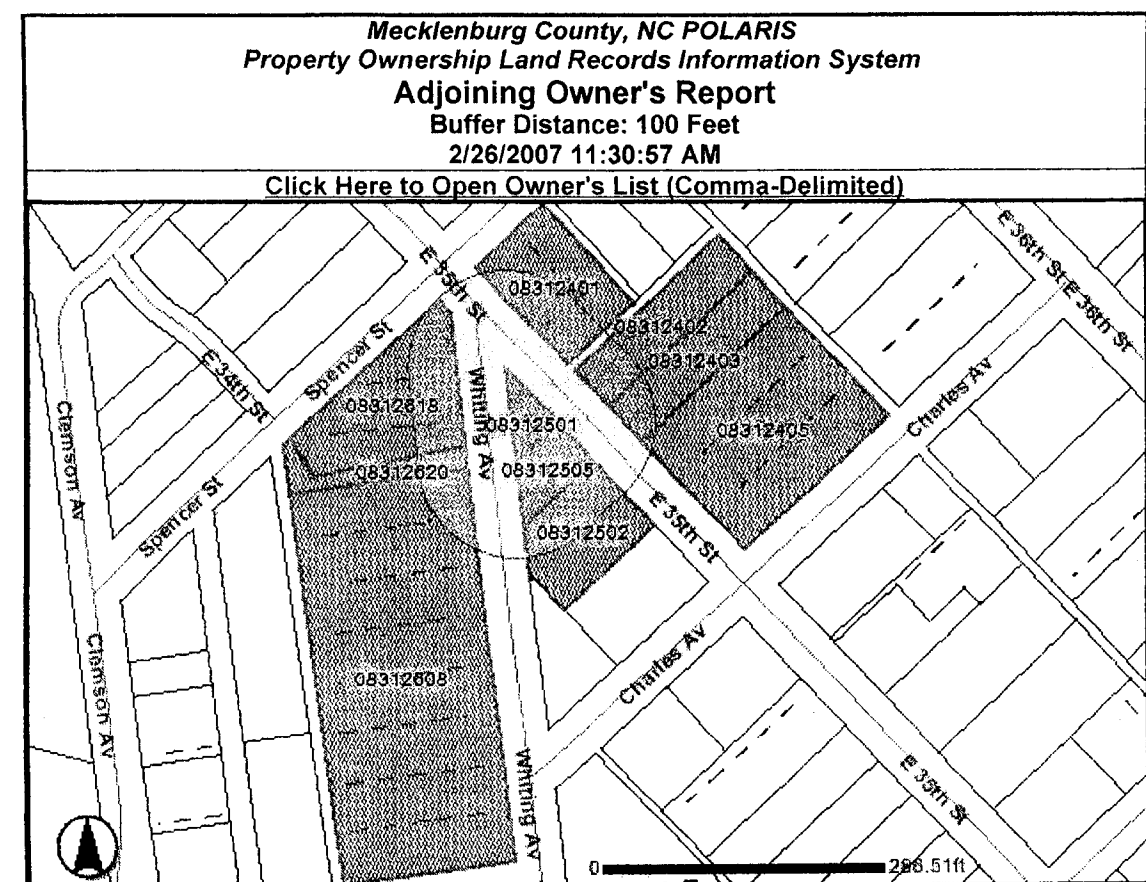 Mecklenburg County, NC POLARIS
Property Ownership Land Records Information System
Adjoining Owner's Report
Buffer Distance: 100 Feet
2/26/2007 11:30:57 AM
Click Here to Open Owner's List (Comma-Delimited)
E 36th St
E 36th St
E 35th St
08312401
08312402
08312403
Spencer St
E 34th St
Charles Av
08312618
Whiting Av
08312501
08312405
Clemson Av
08312620
08312505
Spencer St
E 35th St
08312502
Clemson Av
Charles Av
08312608
Whiting Av
E 35th St
0